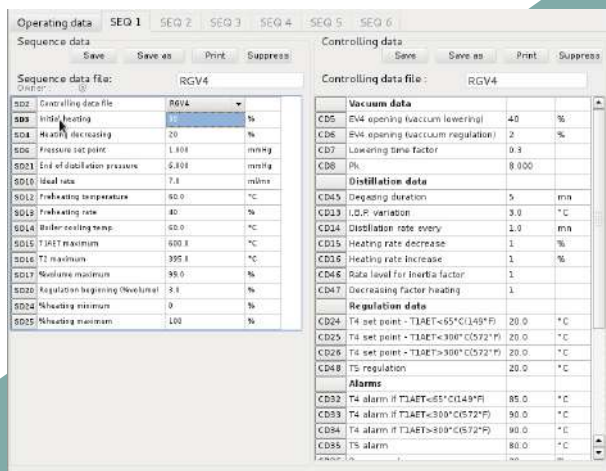 Operating data SEQ 1 SEQ 2 SEQ 3 SEQ 4 SEQ 5 SEQ 6
Sequence data
Save Save as Print Suppress
Sequence data file: RGV4
Owner :
SD2 Controlling data file RGV4
SD3 Initial heating %
SD4 Heating decreasing 20 %
SD6 Pressure set point 1.000 mmHg
SD21 End of distillation pressure mmHg
SD10 Ideal rate ml/mn
SD12 Preheating temperature 60.0 °C
SD13 Preheating rate 40 %
SD14 Boiler cooling temp. 60.0 °C
SD15 T1AET maximum 600.0 °C
SD16 T2 maximum 395.0 °C
SD17 %volume maximum 99.0 %
SD20 Regulation beginning (%volume) %
SD24 %heating minimum 0 %
SD25 %heating maximum 100 %
Controlling data
Save Save as Print Suppress
Controlling data file : RGV4
Vacuum data
CD5 EV4 opening (vaccum lowering) 40 %
CD6 EV4 opening (vaccuum regulation) 2 %
CD7 Lowering time factor 0.3
CD8 Pk 8.000
Distillation data
CD45 Degasing duration 5 mn
CD13 I.B.P. variation 3.0 °C
CD14 Distillation rate every 1.0 mn
CD15 Heating rate decrease 1 %
CD16 Heating rate increase 1 %
CD46 Rate level for inertia factor 1
CD47 Decreasing factor heating 1
Regulation data
CD24 T4 set point - T1AET<65°C(149°F) 20.0 °C
CD25 T4 set point - T1AET<300°C(572°F) 20.0 °C
CD26 T4 set point - T1AET>300°C(572°F) 20.0 °C
CD48 T5 regulation 20.0 °C
Alarms
CD32 T4 alarm if T1AET<65°C(149°F) 85.0 °C
CD33 T4 alarm if T1AET<300°C(572°F) 90.0 °C
CD34 T4 alarm if T1AET>300°C(572°F) 90.0 °C
CD35 T5 alarm 80.0 °C